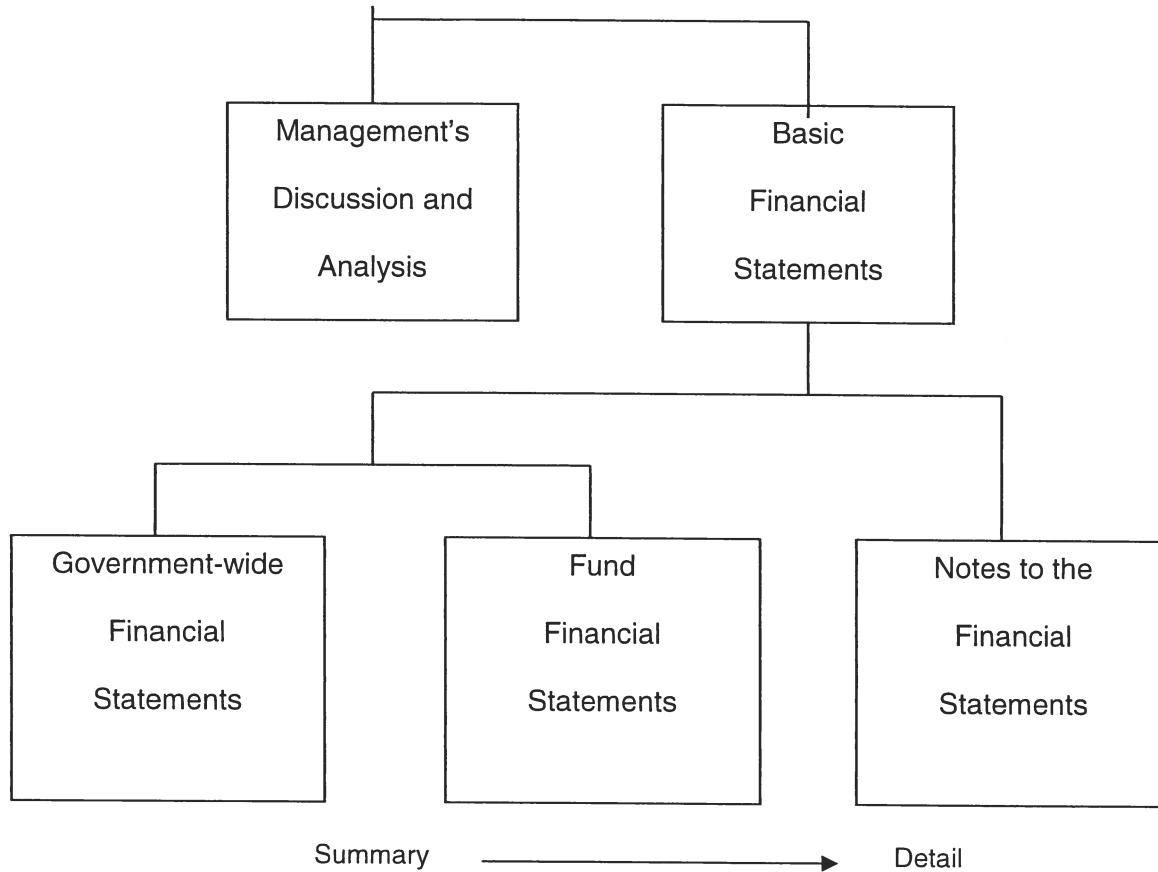 Management's
Discussion and
Analysis
Basic
Financial
Statements
Government-wide
Financial
Statements
Fund
Financial
Statements
Notes to the
Financial
Statements
Summary
Detail